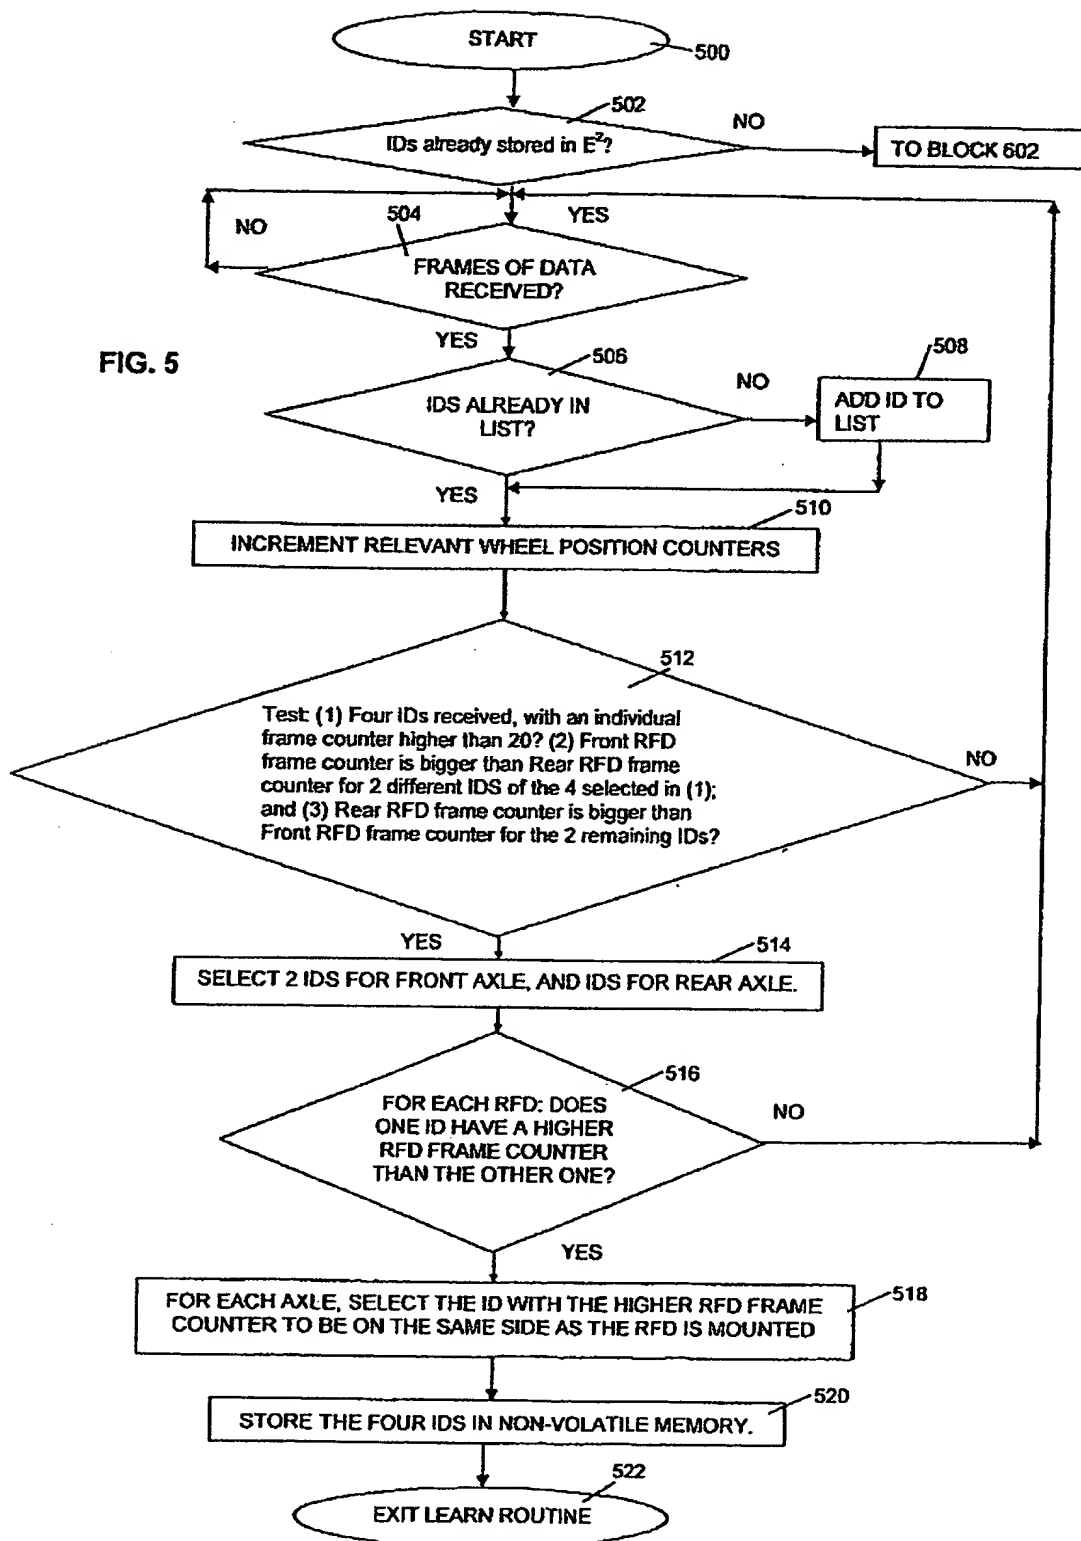 START
500
502
IDs already stored in E²?
NO
TO BLOCK 602
YES
NO
504
FRAMES OF DATA
RECEIVED?
YES
FIG. 5
506
IDS ALREADY IN
LIST?
NO
508
ADD ID TO
LIST
YES
510
INCREMENT RELEVANT WHEEL POSITION COUNTERS
512
Test: (1) Four IDs received, with an individual
frame counter higher than 20? (2) Front RFD
frame counter is bigger than Rear RFD frame
counter for 2 different IDS of the 4 selected in (1);
and (3) Rear RFD frame counter is bigger than
Front RFD frame counter for the 2 remaining IDs?
NO
YES
514
SELECT 2 IDS FOR FRONT AXLE, AND IDS FOR REAR AXLE.
516
FOR EACH RFD: DOES
ONE ID HAVE A HIGHER
RFD FRAME COUNTER
THAN THE OTHER ONE?
NO
YES
518
FOR EACH AXLE, SELECT THE ID WITH THE HIGHER RFD FRAME
COUNTER TO BE ON THE SAME SIDE AS THE RFD IS MOUNTED
520
STORE THE FOUR IDS IN NON-VOLATILE MEMORY.
522
EXIT LEARN ROUTINE